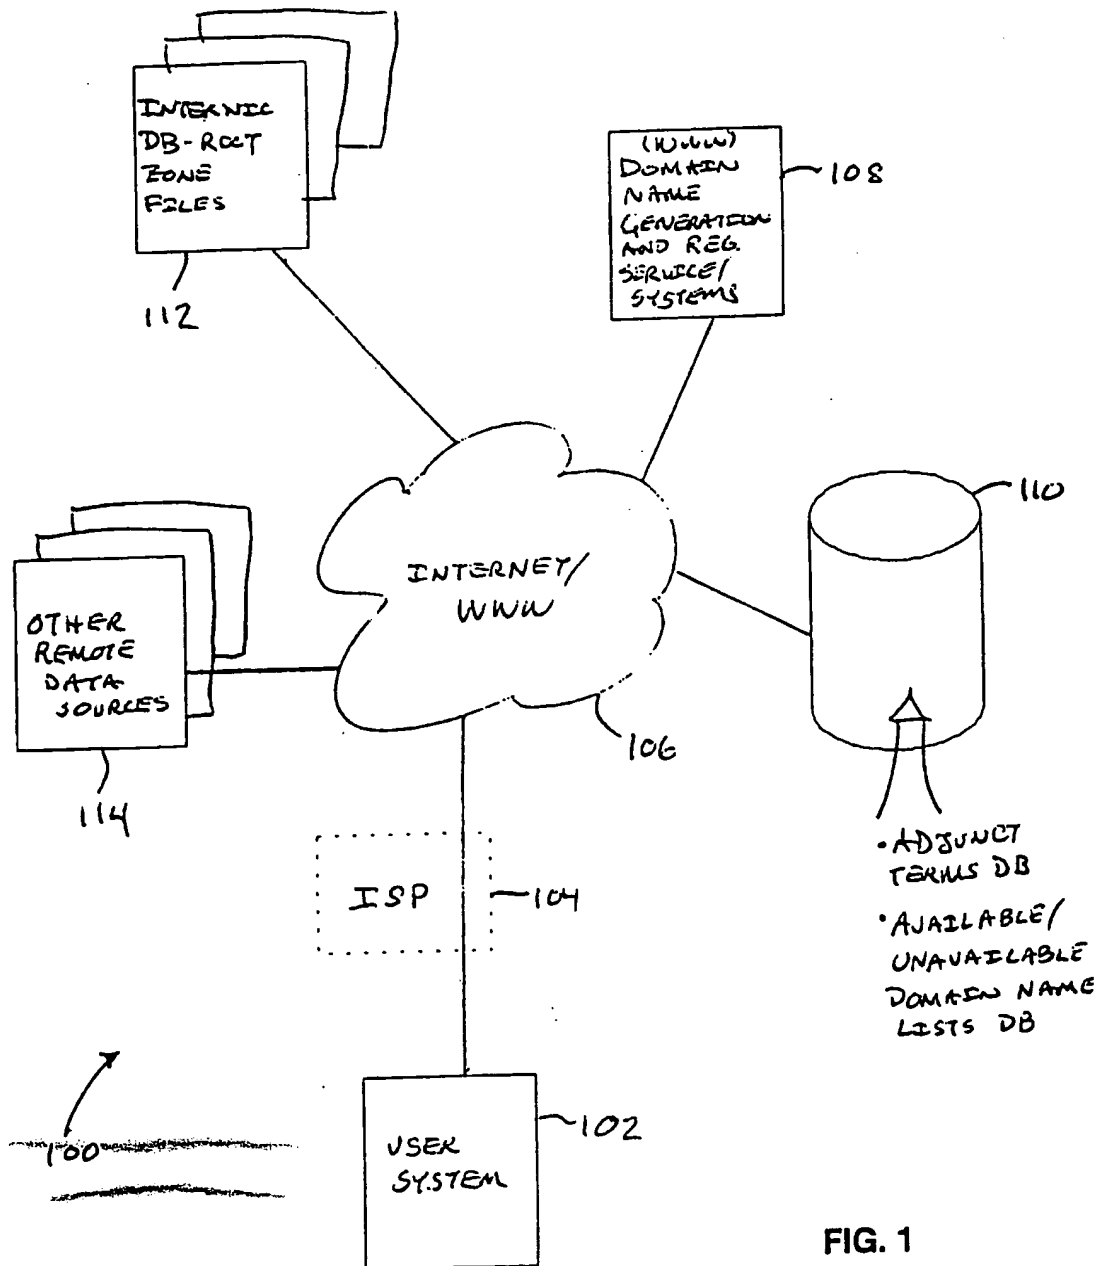 INTERNIC
DB-ROOT
ZONE
FILES
112
(WWW)
DOMAIN
NAME
GENERATION
AND REG.
SERVICE/
SYSTEMS
108
110
INTERNET/
WWW
106
OTHER
REMOTE
DATA
SOURCES
114
ISP
104
• ADJUNCT
TERMS DB
• AVAILABLE/
UNAVAILABLE
DOMAIN NAME
LISTS DB
100
USER
SYSTEM
102
FIG. 1